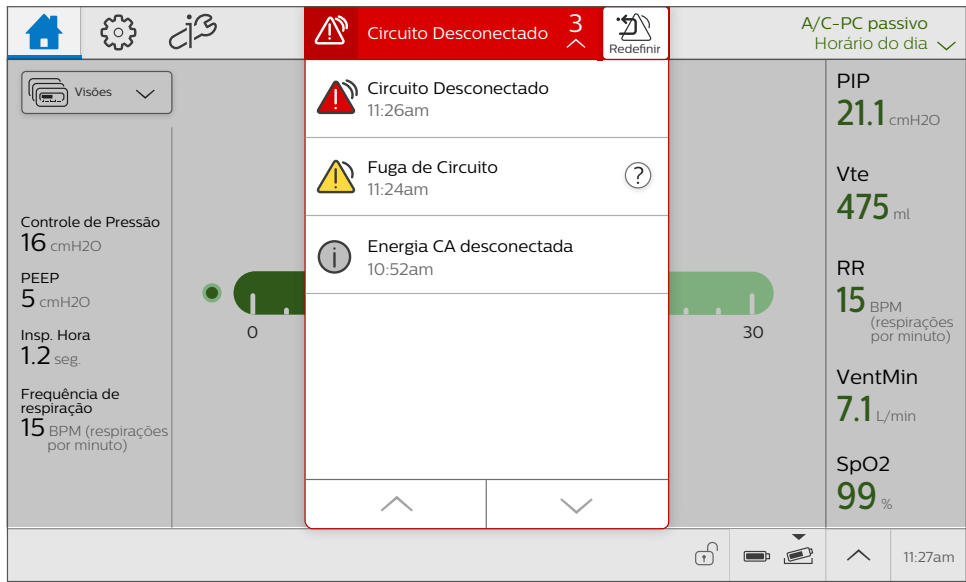 Circuito Desconectado
3
Redefinir
A/C-PC passivo
Horário do dia
Visões
Circuito Desconectado
11:26am
Fuga de Circuito
11:24am
?
Energia CA desconectada
10:52am
Controle de Pressão
16 cmH2O
PEEP
5 cmH2O
Insp. Hora
1.2 seg.
Frequência de
respiração
15 BPM (respirações
por minuto)
0
30
PIP
21.1 cmH2O
Vte
475 ml
RR
15 BPM
(respirações
por minuto)
VentMin
7.1 L/min
SpO2
99 %
11:27am